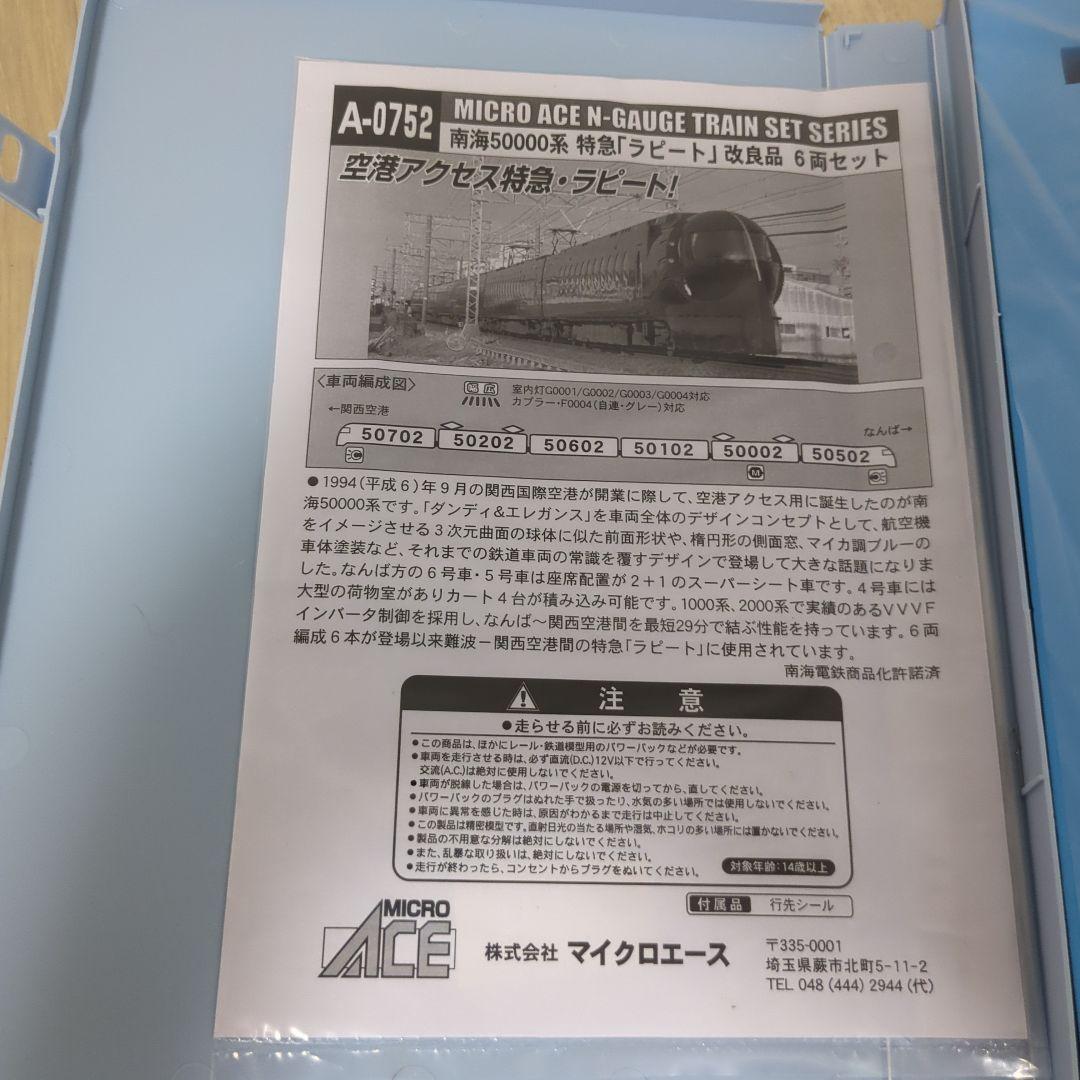 A-0752
MICRO ACE N-GAUGE TRAIN SET SERIES
南海50000系 特急「ラピート」改良品 6両セット
空港アクセス特急・ラピート!
〈車両編成図〉
室内灯G0001/G0002/G0003/G0004対応
カプラー・F0004(自連・グレー)対応
←関西空港
なんば→
50702 50202 50602 50102 50002 50502
M
●1994(平成6)年9月の関西国際空港が開業に際して、空港アクセス用に誕生したのが南
海50000系です。「ダンディ&エレガンス」を車両全体のデザインコンセプトとして、航空機
をイメージさせる3次元曲面の球体に似た前面形状や、楕円形の側面窓、マイカ調ブルーの
車体塗装など、それまでの鉄道車両の常識を覆すデザインで登場して大きな話題になりま
した。なんば方の6号車・5号車は座席配置が2+1のスーパーシート車です。4号車には
大型の荷物室がありカート4台が積み込み可能です。1000系、2000系で実績のあるVVVF
インバータ制御を採用し、なんば〜関西空港間を最短29分で結ぶ性能を持っています。6両
編成6本が登場以来難波−関西空港間の特急「ラピート」に使用されています。
南海電鉄商品化許諾済
注意
●走らせる前に必ずお読みください。
●この商品は、ほかにレール・鉄道模型用のパワーパックなどが必要です。
●車両を走行させる時は、必ず直流(D.C.)12V以下で行ってください。
交流(A.C.)は絶対に使用しないでください。
●車両が脱線した場合は、パワーパックの電源を切ってから、直してください。
●パワーパックのプラグはぬれた手で扱ったり、水気の多い場所では使用しないでください。
●車両に異常を感じた時は、原因がわかるまで走行は中止してください。
●この製品は精密模型です。直射日光の当たる場所や湿気、ホコリの多い場所には置かないでください。
●製品の不用意な分解は絶対にしないでください。
●また、乱暴な取り扱いは、絶対にしないでください。
●走行が終わったら、コンセントからプラグをぬいてください。
対象年齢:14歳以上
付属品 行先シール
MICRO
ACE
株式会社 マイクロエース
〒335-0001
埼玉県蕨市北町5-11-2
TEL 048(444)2944(代)